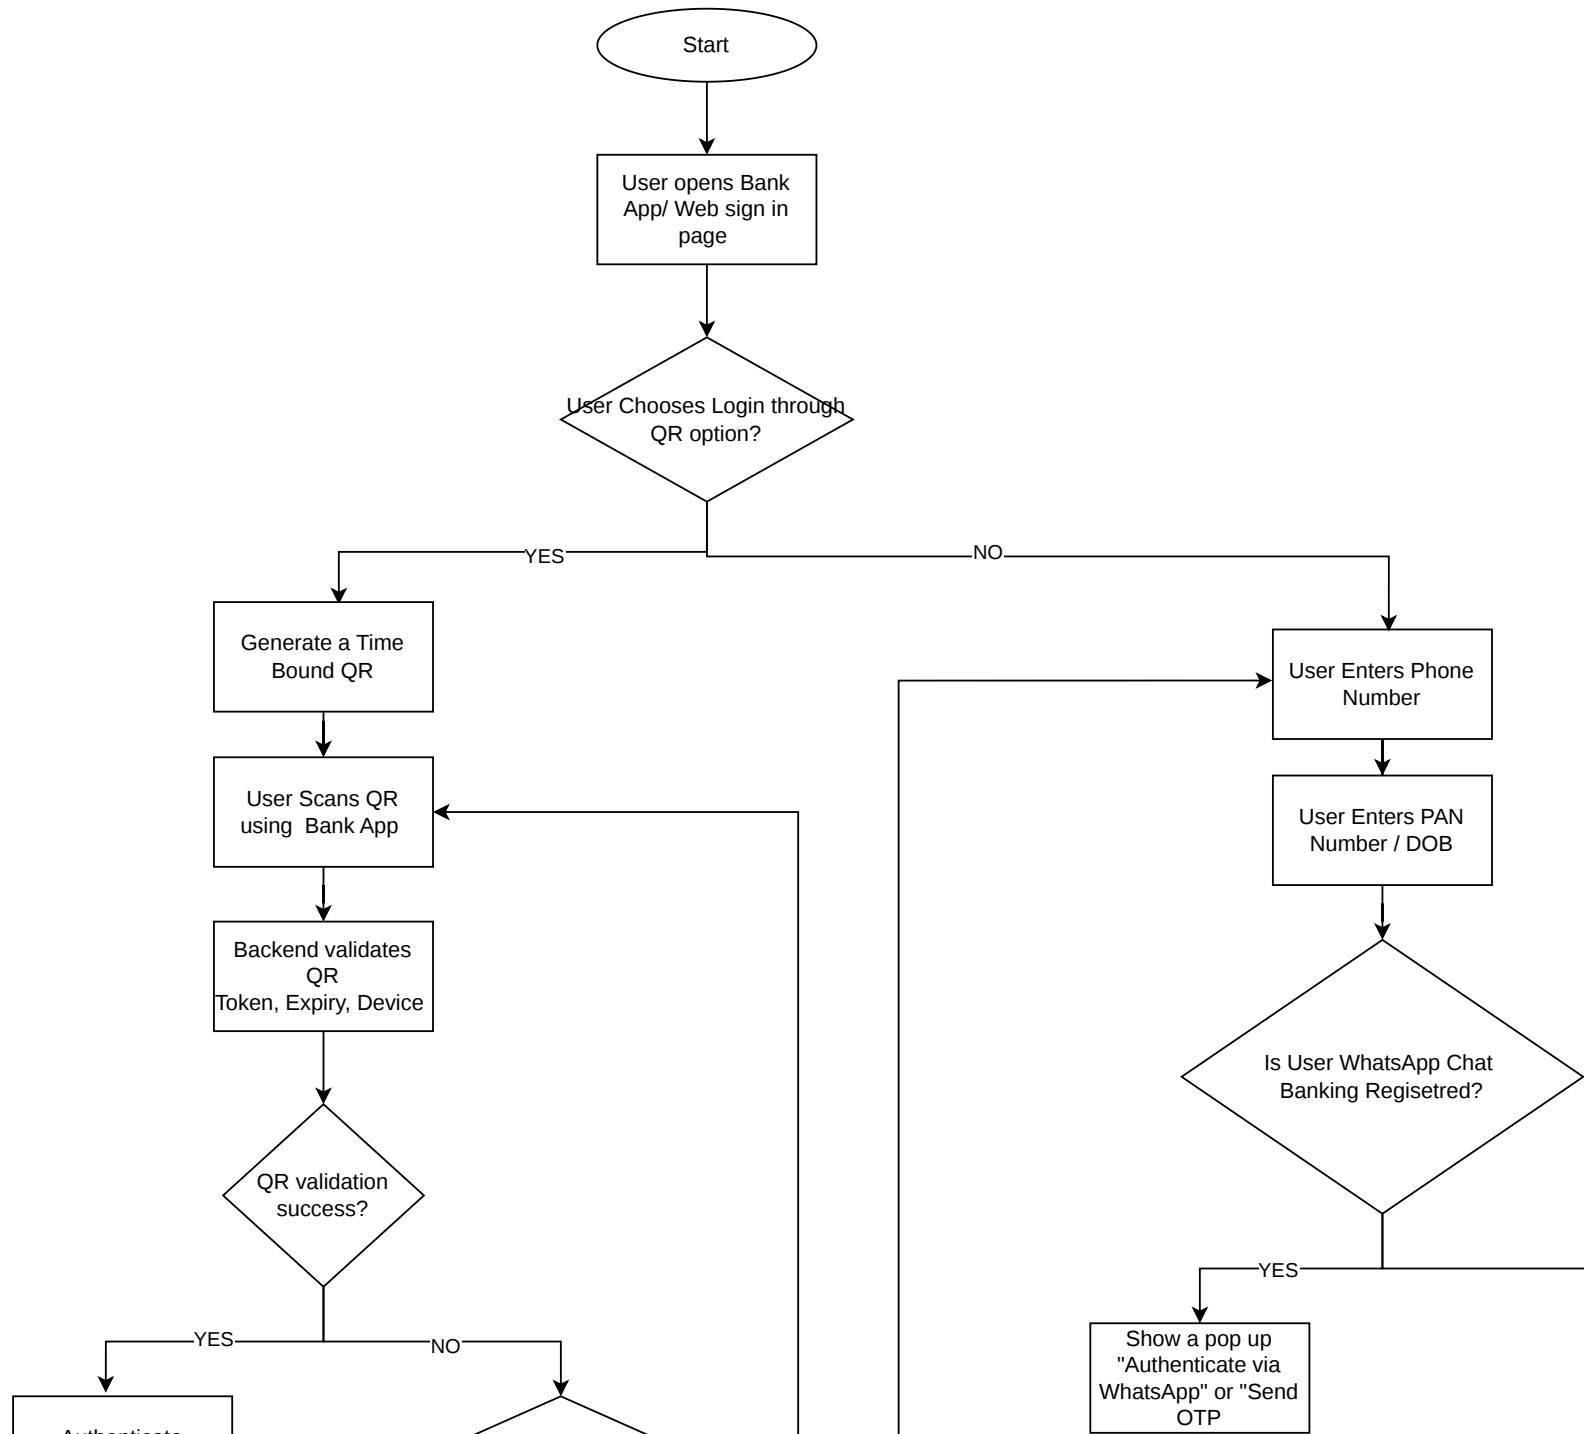 Start
User opens Bank
App/ Web sign in
page
User Chooses Login through
QR option?
YES
NO
Generate a Time
Bound QR
User Scans QR
using  Bank App
Backend validates
QR
Token, Expiry, Device
QR validation
success?
YES
NO
Authenticate
User Enters Phone
Number
User Enters PAN
Number / DOB
Is User WhatsApp Chat
Banking Regisetred?
YES
Show a pop up
"Authenticate via
WhatsApp" or "Send
OTP